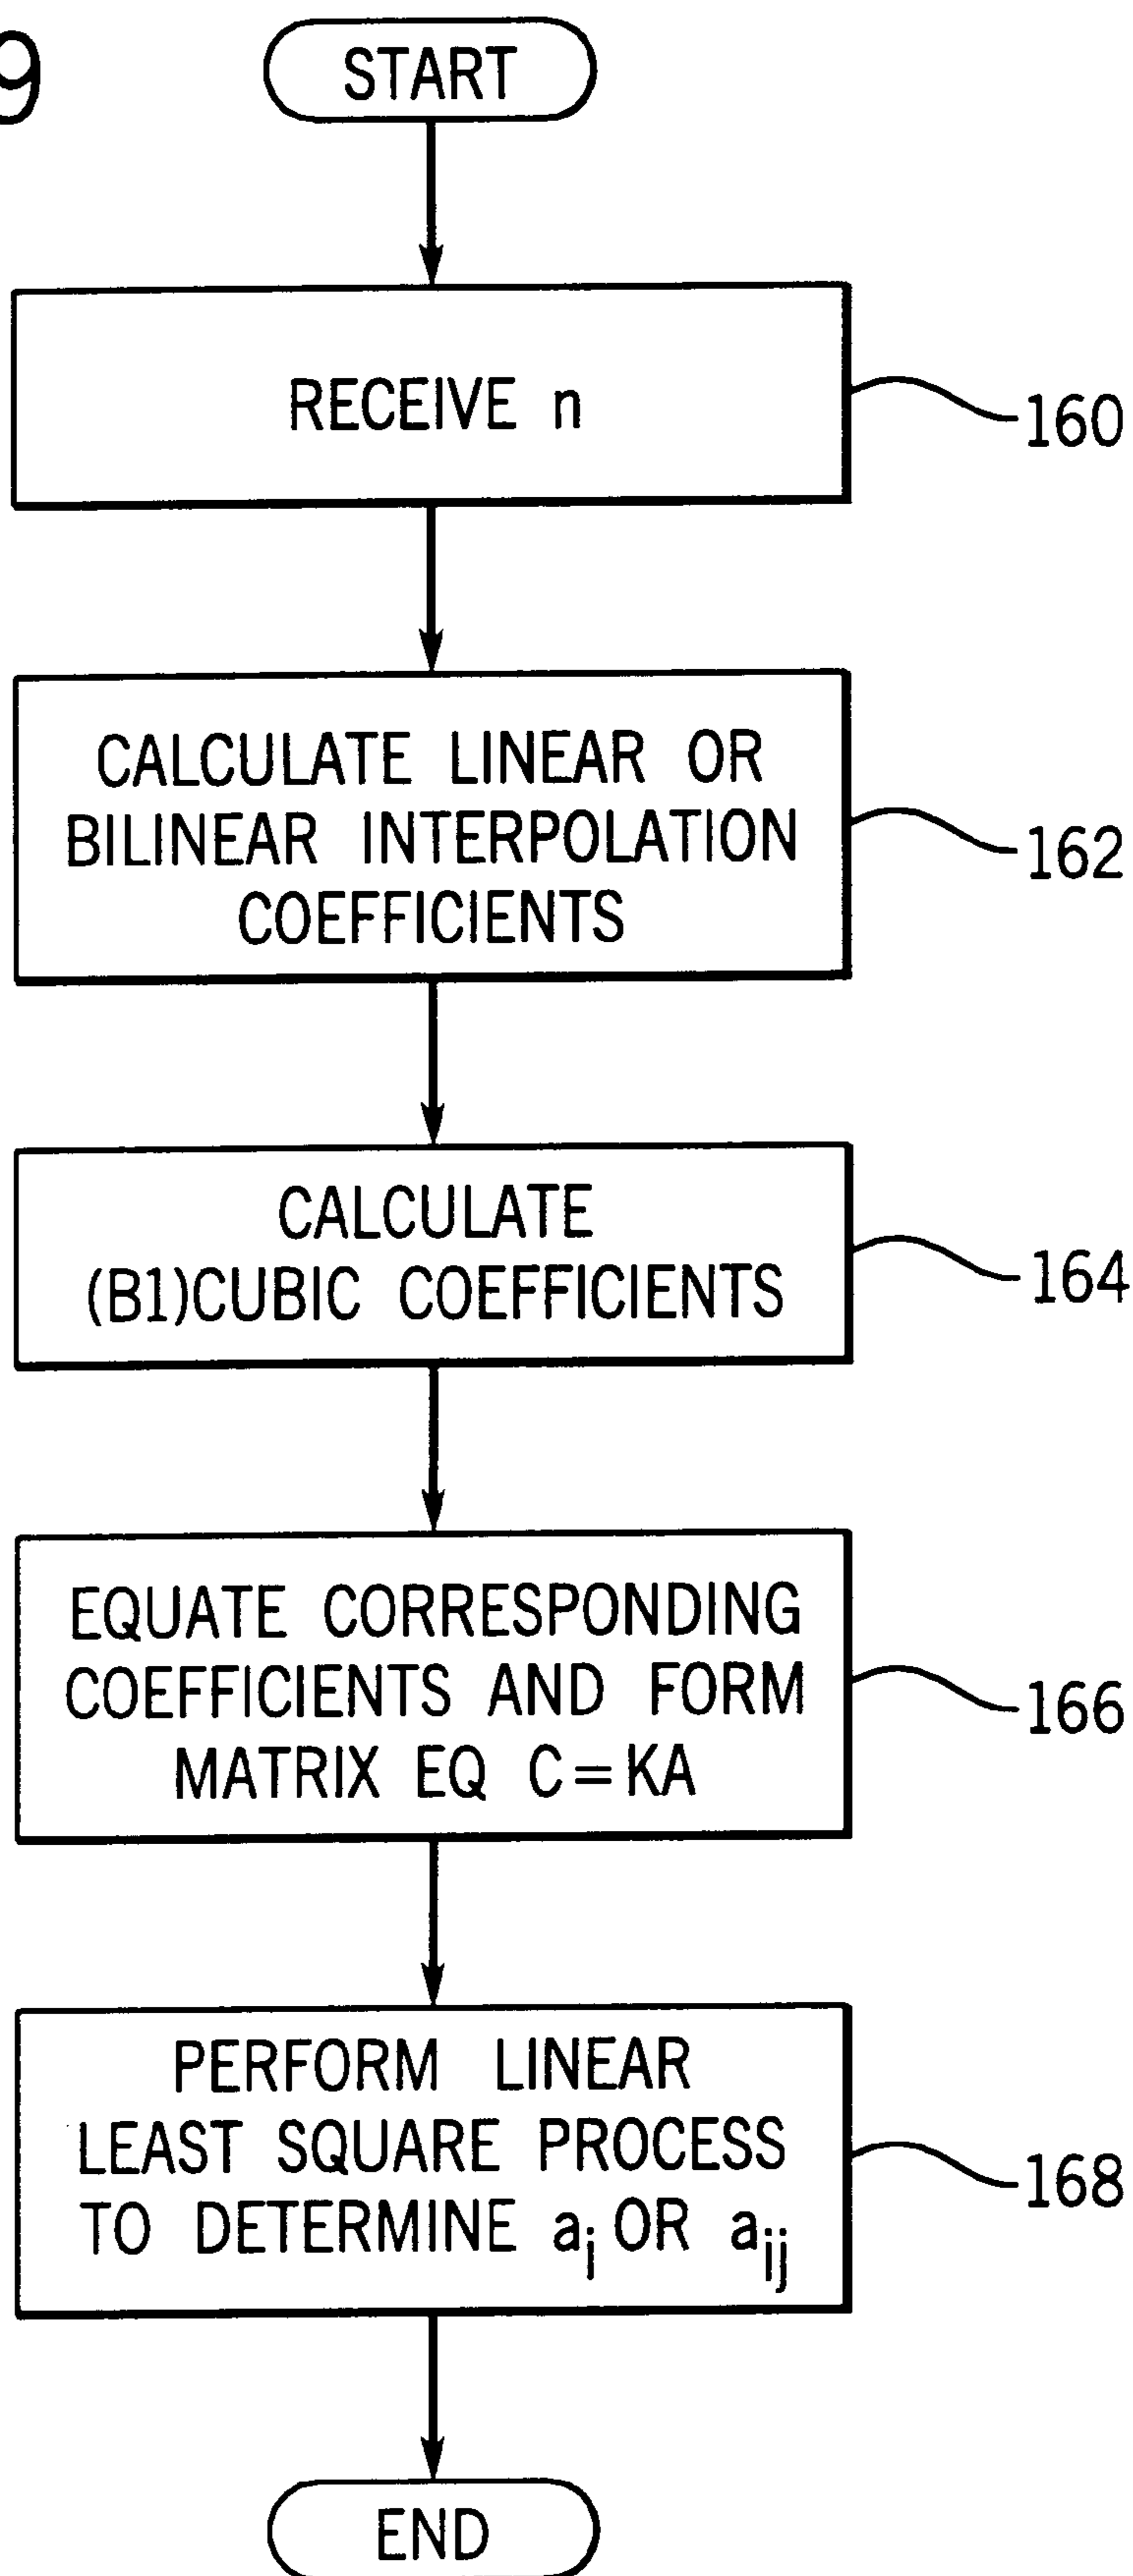 9
START
RECEIVE n
160
CALCULATE LINEAR OR
BILINEAR INTERPOLATION
COEFFICIENTS
162
CALCULATE
(B1)CUBIC COEFFICIENTS
164
EQUATE CORRESPONDING
COEFFICIENTS AND FORM
MATRIX EQ C=KA
166
PERFORM LINEAR
LEAST SQUARE PROCESS
TO DETERMINE ai OR aij
168
END